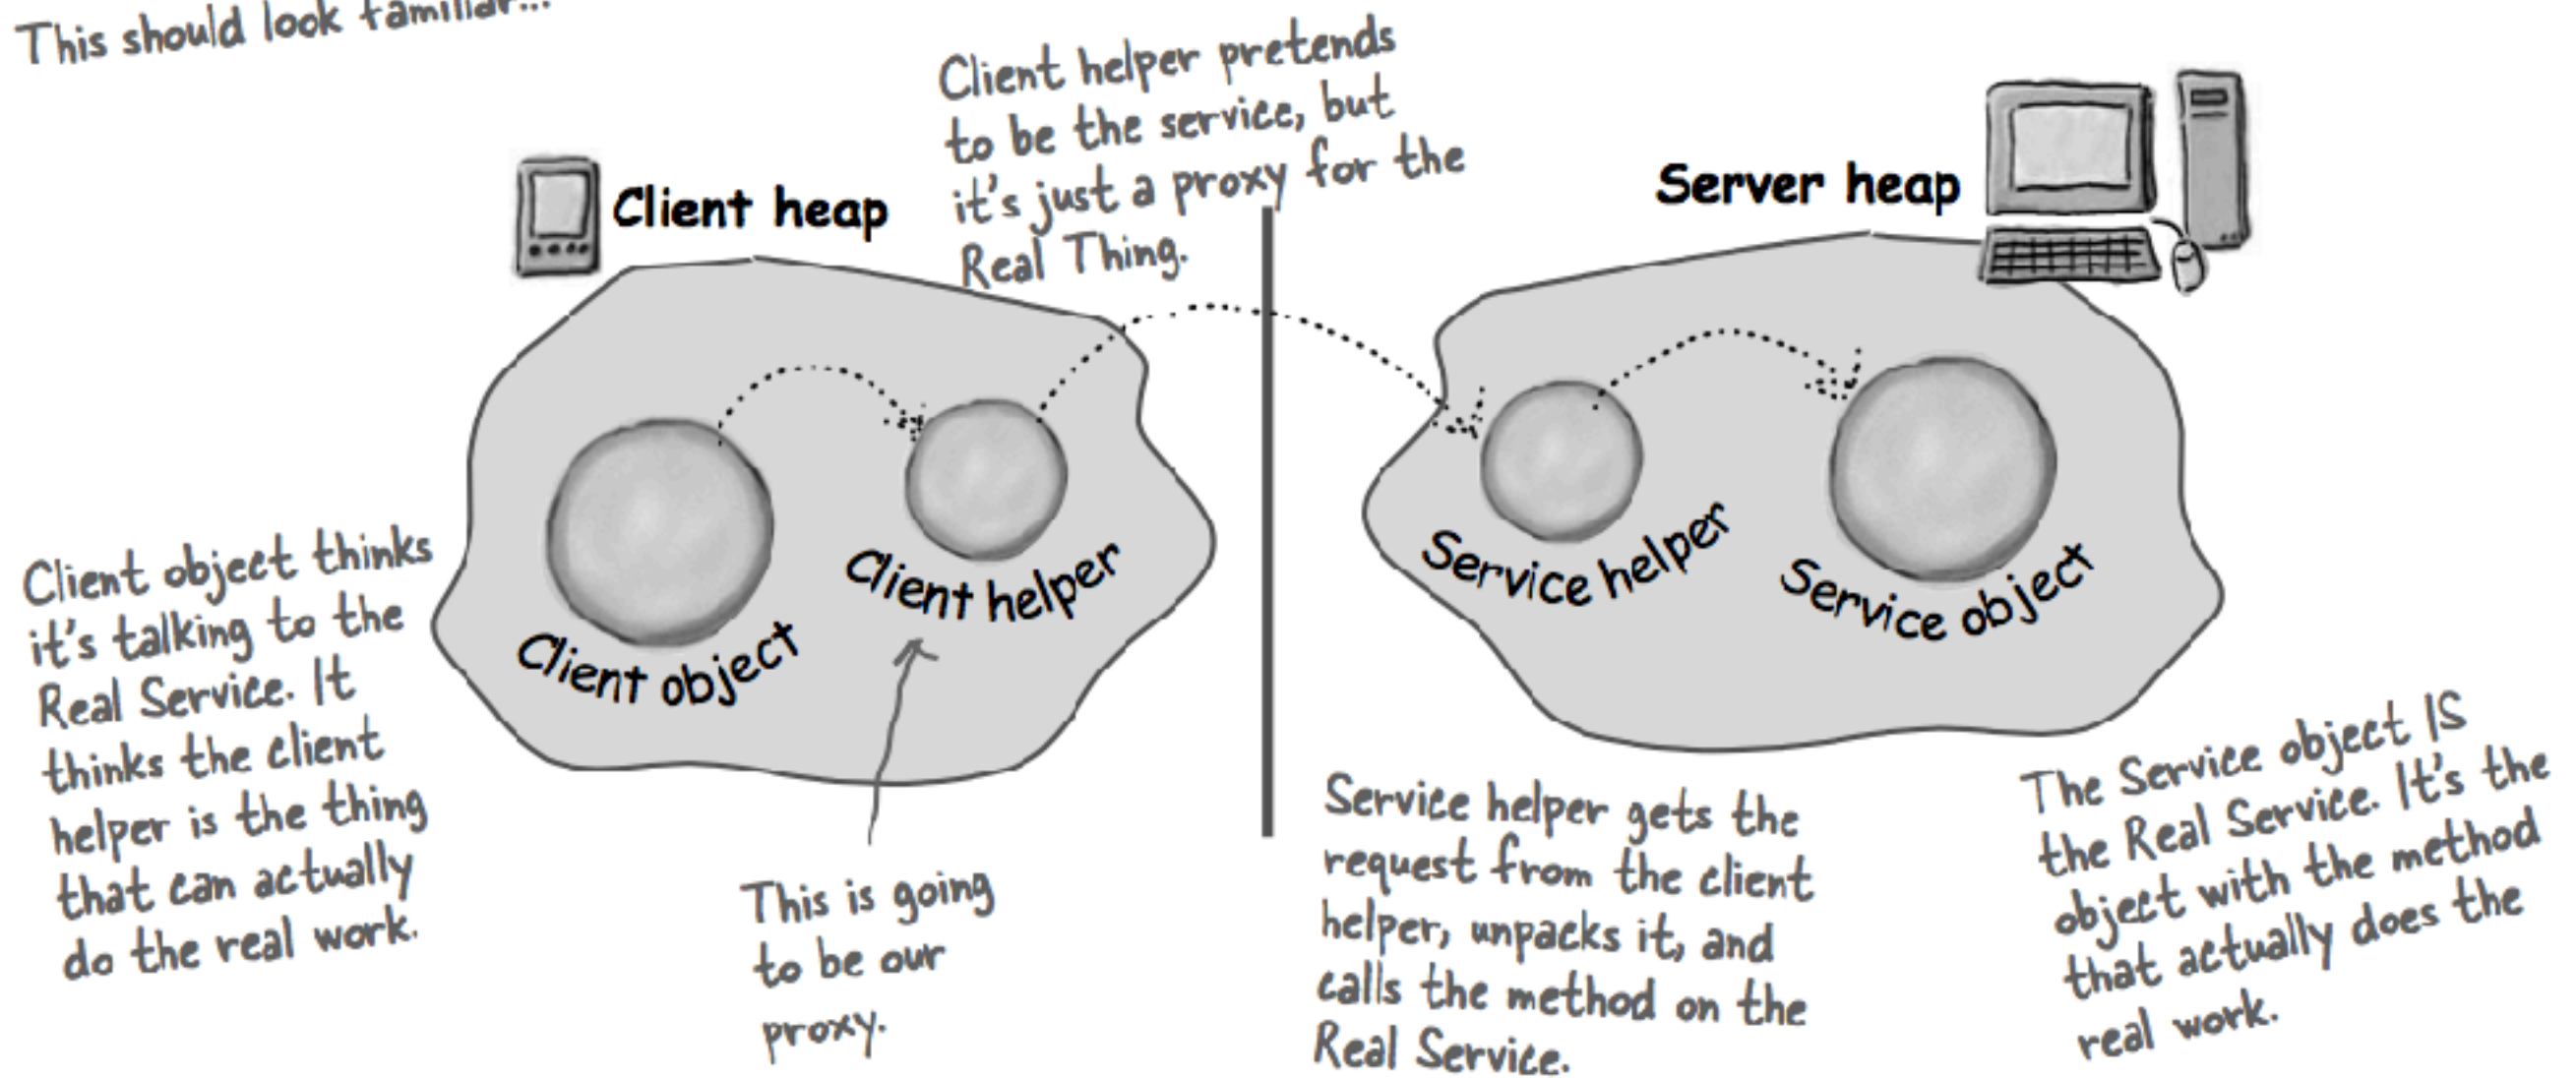 This should look familiar...
Client helper pretends
to be the service, but
it's just a proxy for the
Real Thing.
Client heap
Server heap
Client object
Client helper
Service helper
Service object
Client object thinks
it's talking to the
Real Service. It
thinks the client
helper is the thing
that can actually
do the real work.
This is going
to be our
proxy.
Service helper gets the
request from the client
helper, unpacks it, and
calls the method on the
Real Service.
The Service object IS
the Real Service. It's the
object with the method
that actually does the
real work.